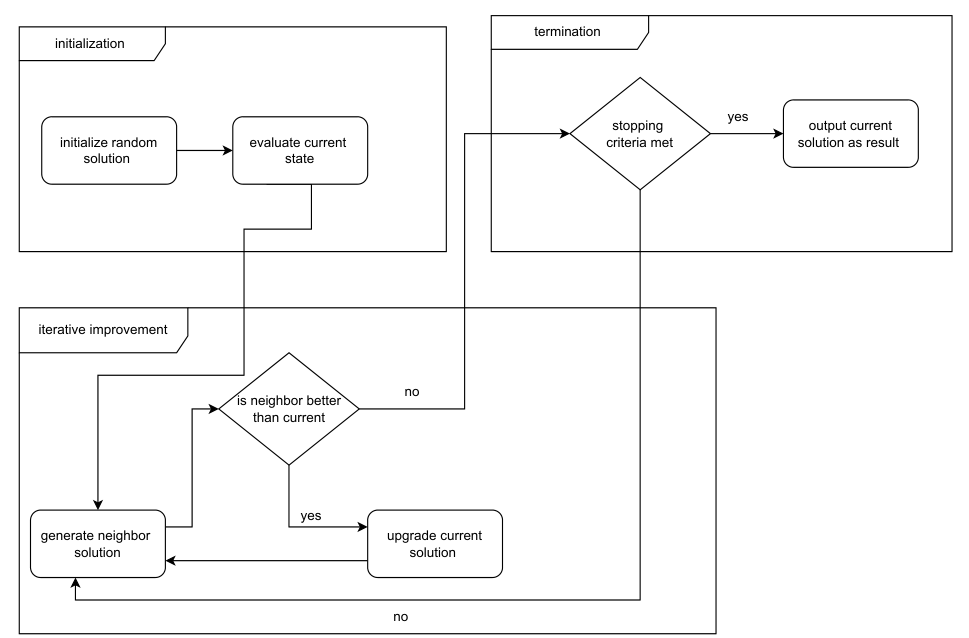 initialization
initialize random
solution
evaluate current
state
termination
stopping
criteria met
yes
output current
solution as result
iterative improvement
is neighbor better
than current
no
yes
generate neighbor
solution
upgrade current
solution
no